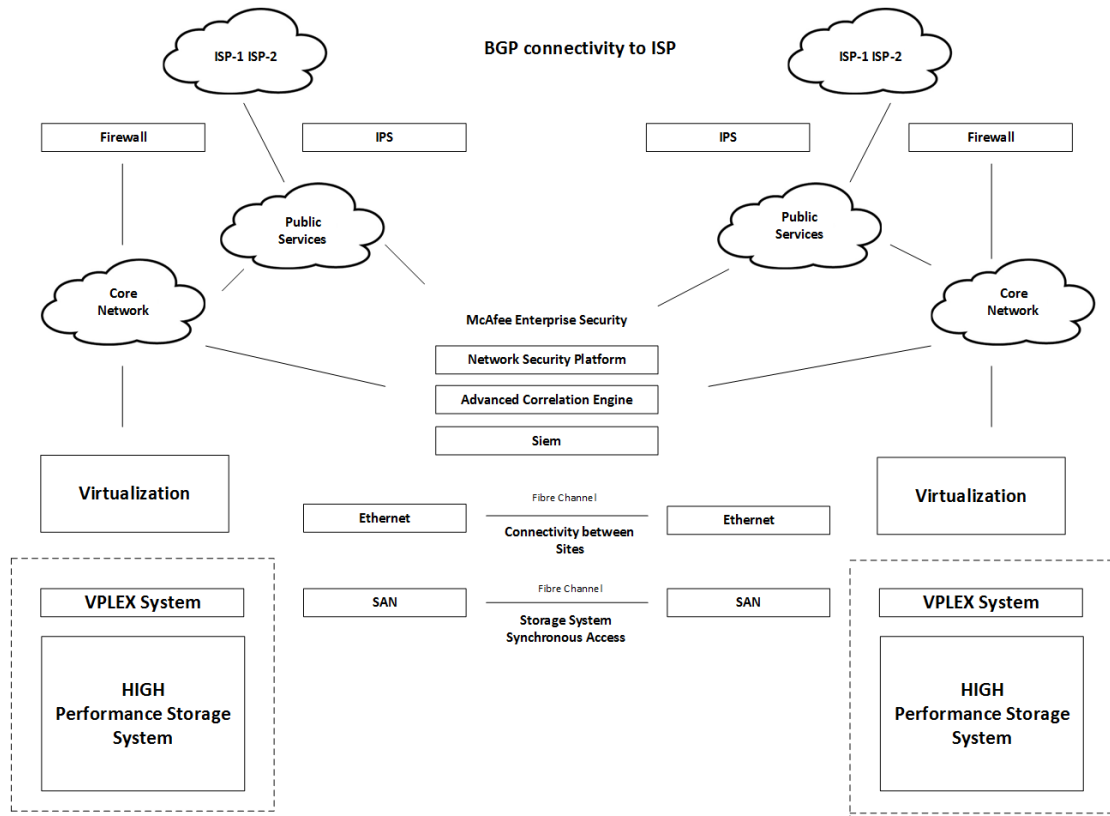 ISP-1 ISP-2
BGP connectivity to ISP
ISP-1 ISP-2
Firewall
IPS
IPS
Firewall
Public
Services
Public
Services
Core
Network
Core
Network
McAfee Enterprise Security
Network Security Platform
Advanced Correlation Engine
Siem
Virtualization
Virtualization
Fibre Channel
Ethernet
Ethernet
Connectivity between
Sites
VPLEX System
SAN
Fibre Channel
SAN
VPLEX System
Storage System
Synchronous Access
HIGH
Performance Storage
System
HIGH
Performance Storage
System